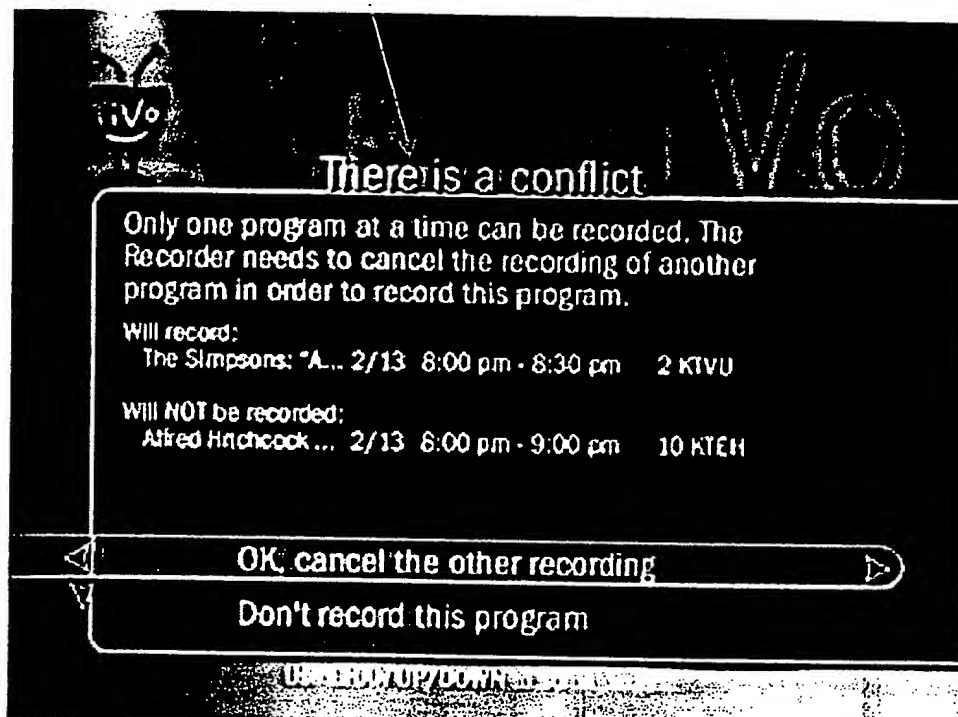 TiVo
There is a conflict
Only one program at a time can be recorded. The
Recorder needs to cancel the recording of another
program in order to record this program.
Will record:
The Simpsons: "A... 2/13 8:00 pm - 8:30 pm 2 KTVU
Will NOT be recorded:
Alfred Hitchcock ... 2/13 8:00 pm - 9:00 pm 10 KTEH
OK, cancel the other recording
Don't record this program
UP/DOWN